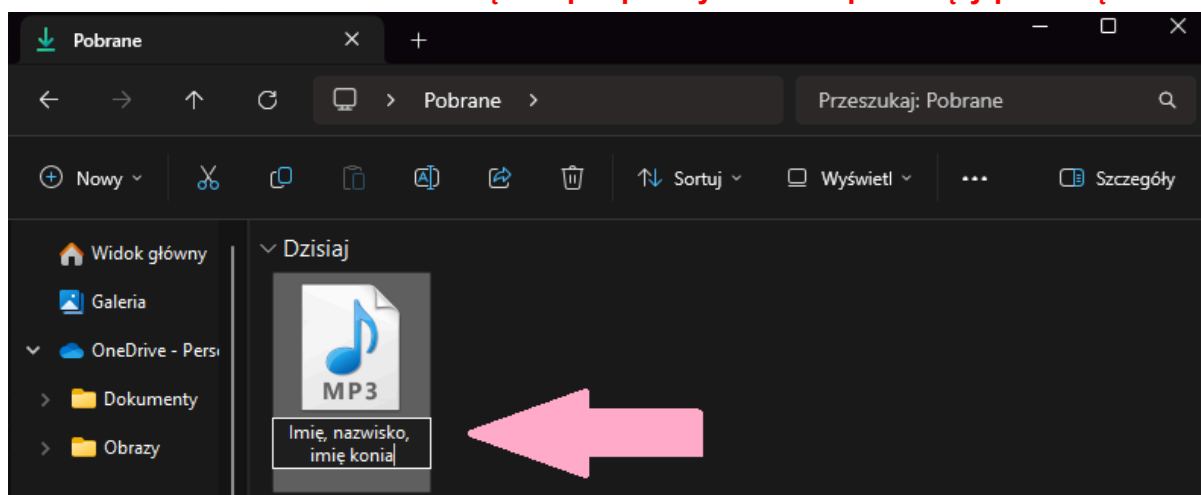 Pobrane
Pobrane
Przeszukaj: Pobrane
Nowy
Sortuj
Wyświetl
Szczegóły
Widok główny
Dzisiaj
Galeria
OneDrive - Pers
Dokumenty
Obrazy
MP3
Imię, nazwisko,
imię konia